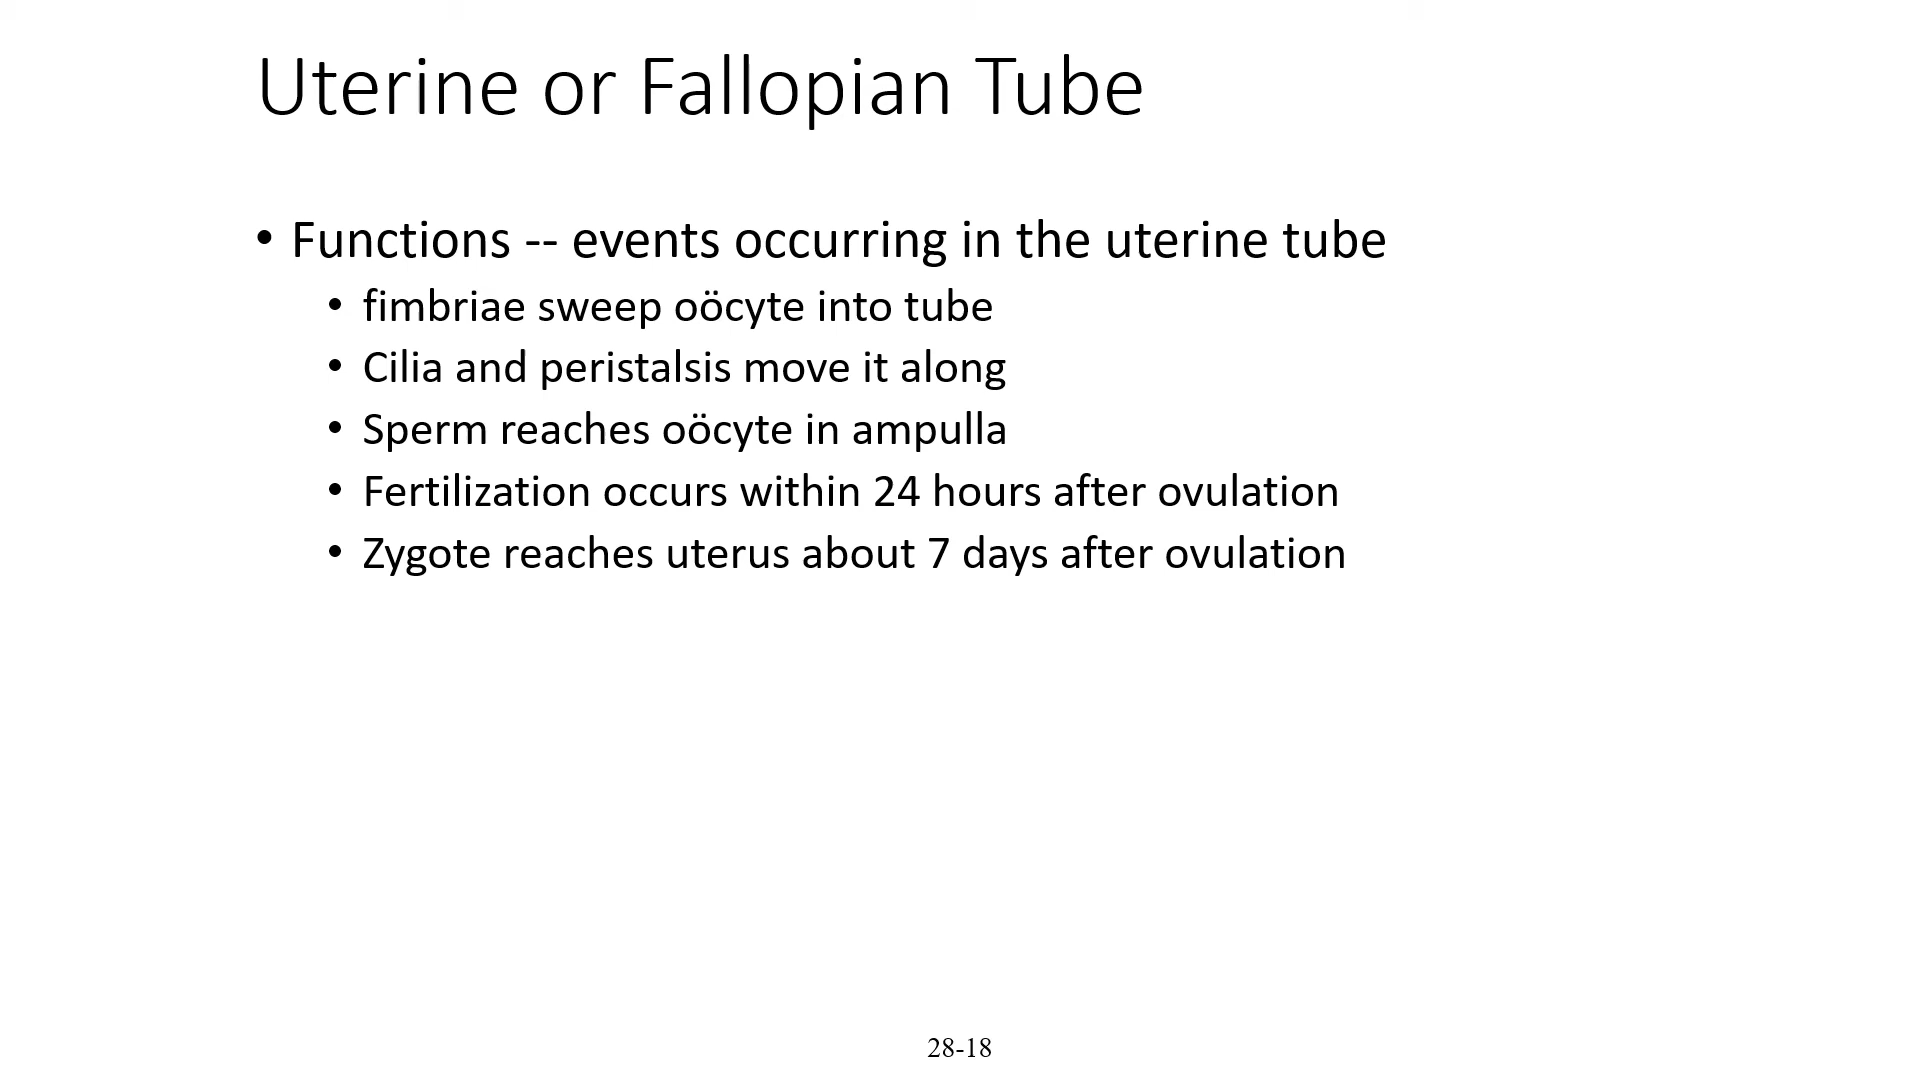 Uterine or Fallopian Tube
• Functions -- events occurring in the uterine tube
• fimbriae sweep oöcyte into tube
• Cilia and peristalsis move it along
• Sperm reaches oöcyte in ampulla
• Fertilization occurs within 24 hours after ovulation
• Zygote reaches uterus about 7 days after ovulation
28-18